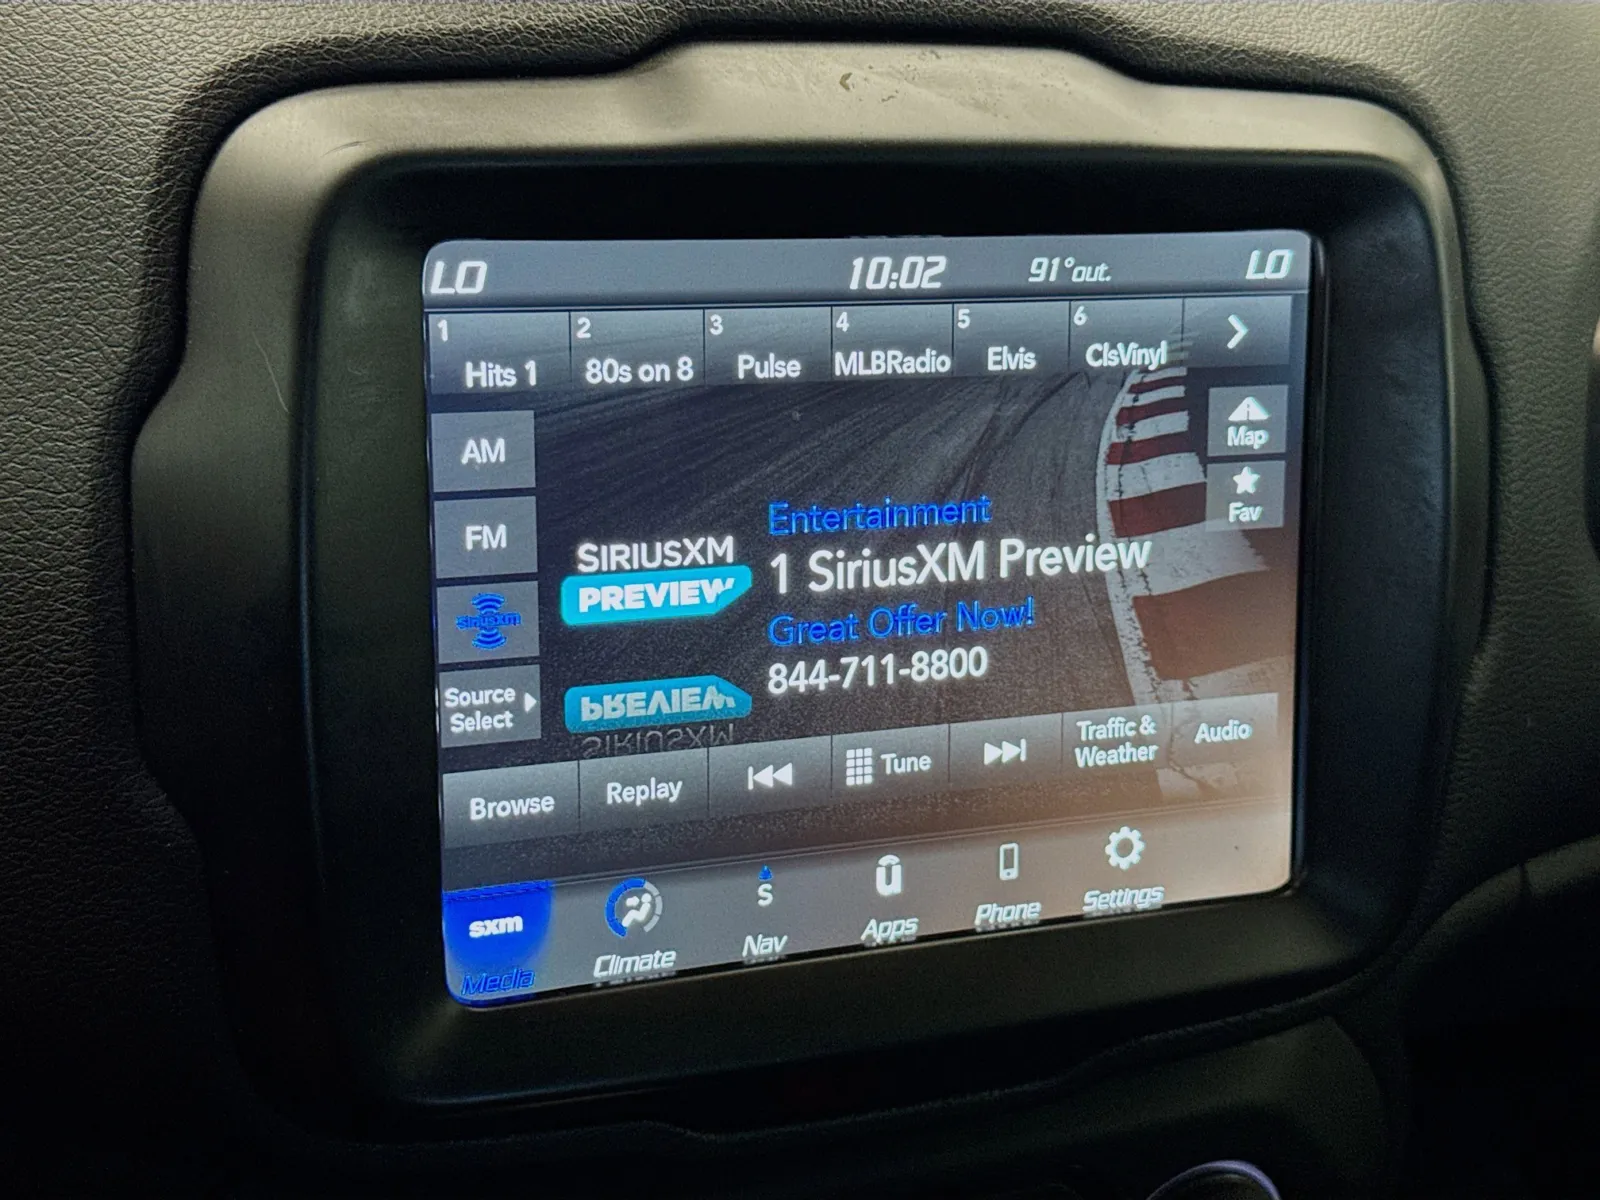 LO 10:02 91°out. LO
1 2 3 4 5 6
Hits 1 80s on 8 Pulse MLBRadio Elvis ClsVinyl
AM
Map
FM
Fav
Entertainment
SIRIUSXM
PREVIEW
1 SiriusXM Preview
siriusxm
Great Offer Now!
844-711-8800
Source
Select
PREVIEW
SIRIUSXM
Browse Replay Tune Traffic &
Weather Audio
sxm
Media
Climate
S
Nav
Apps
Phone
Settings